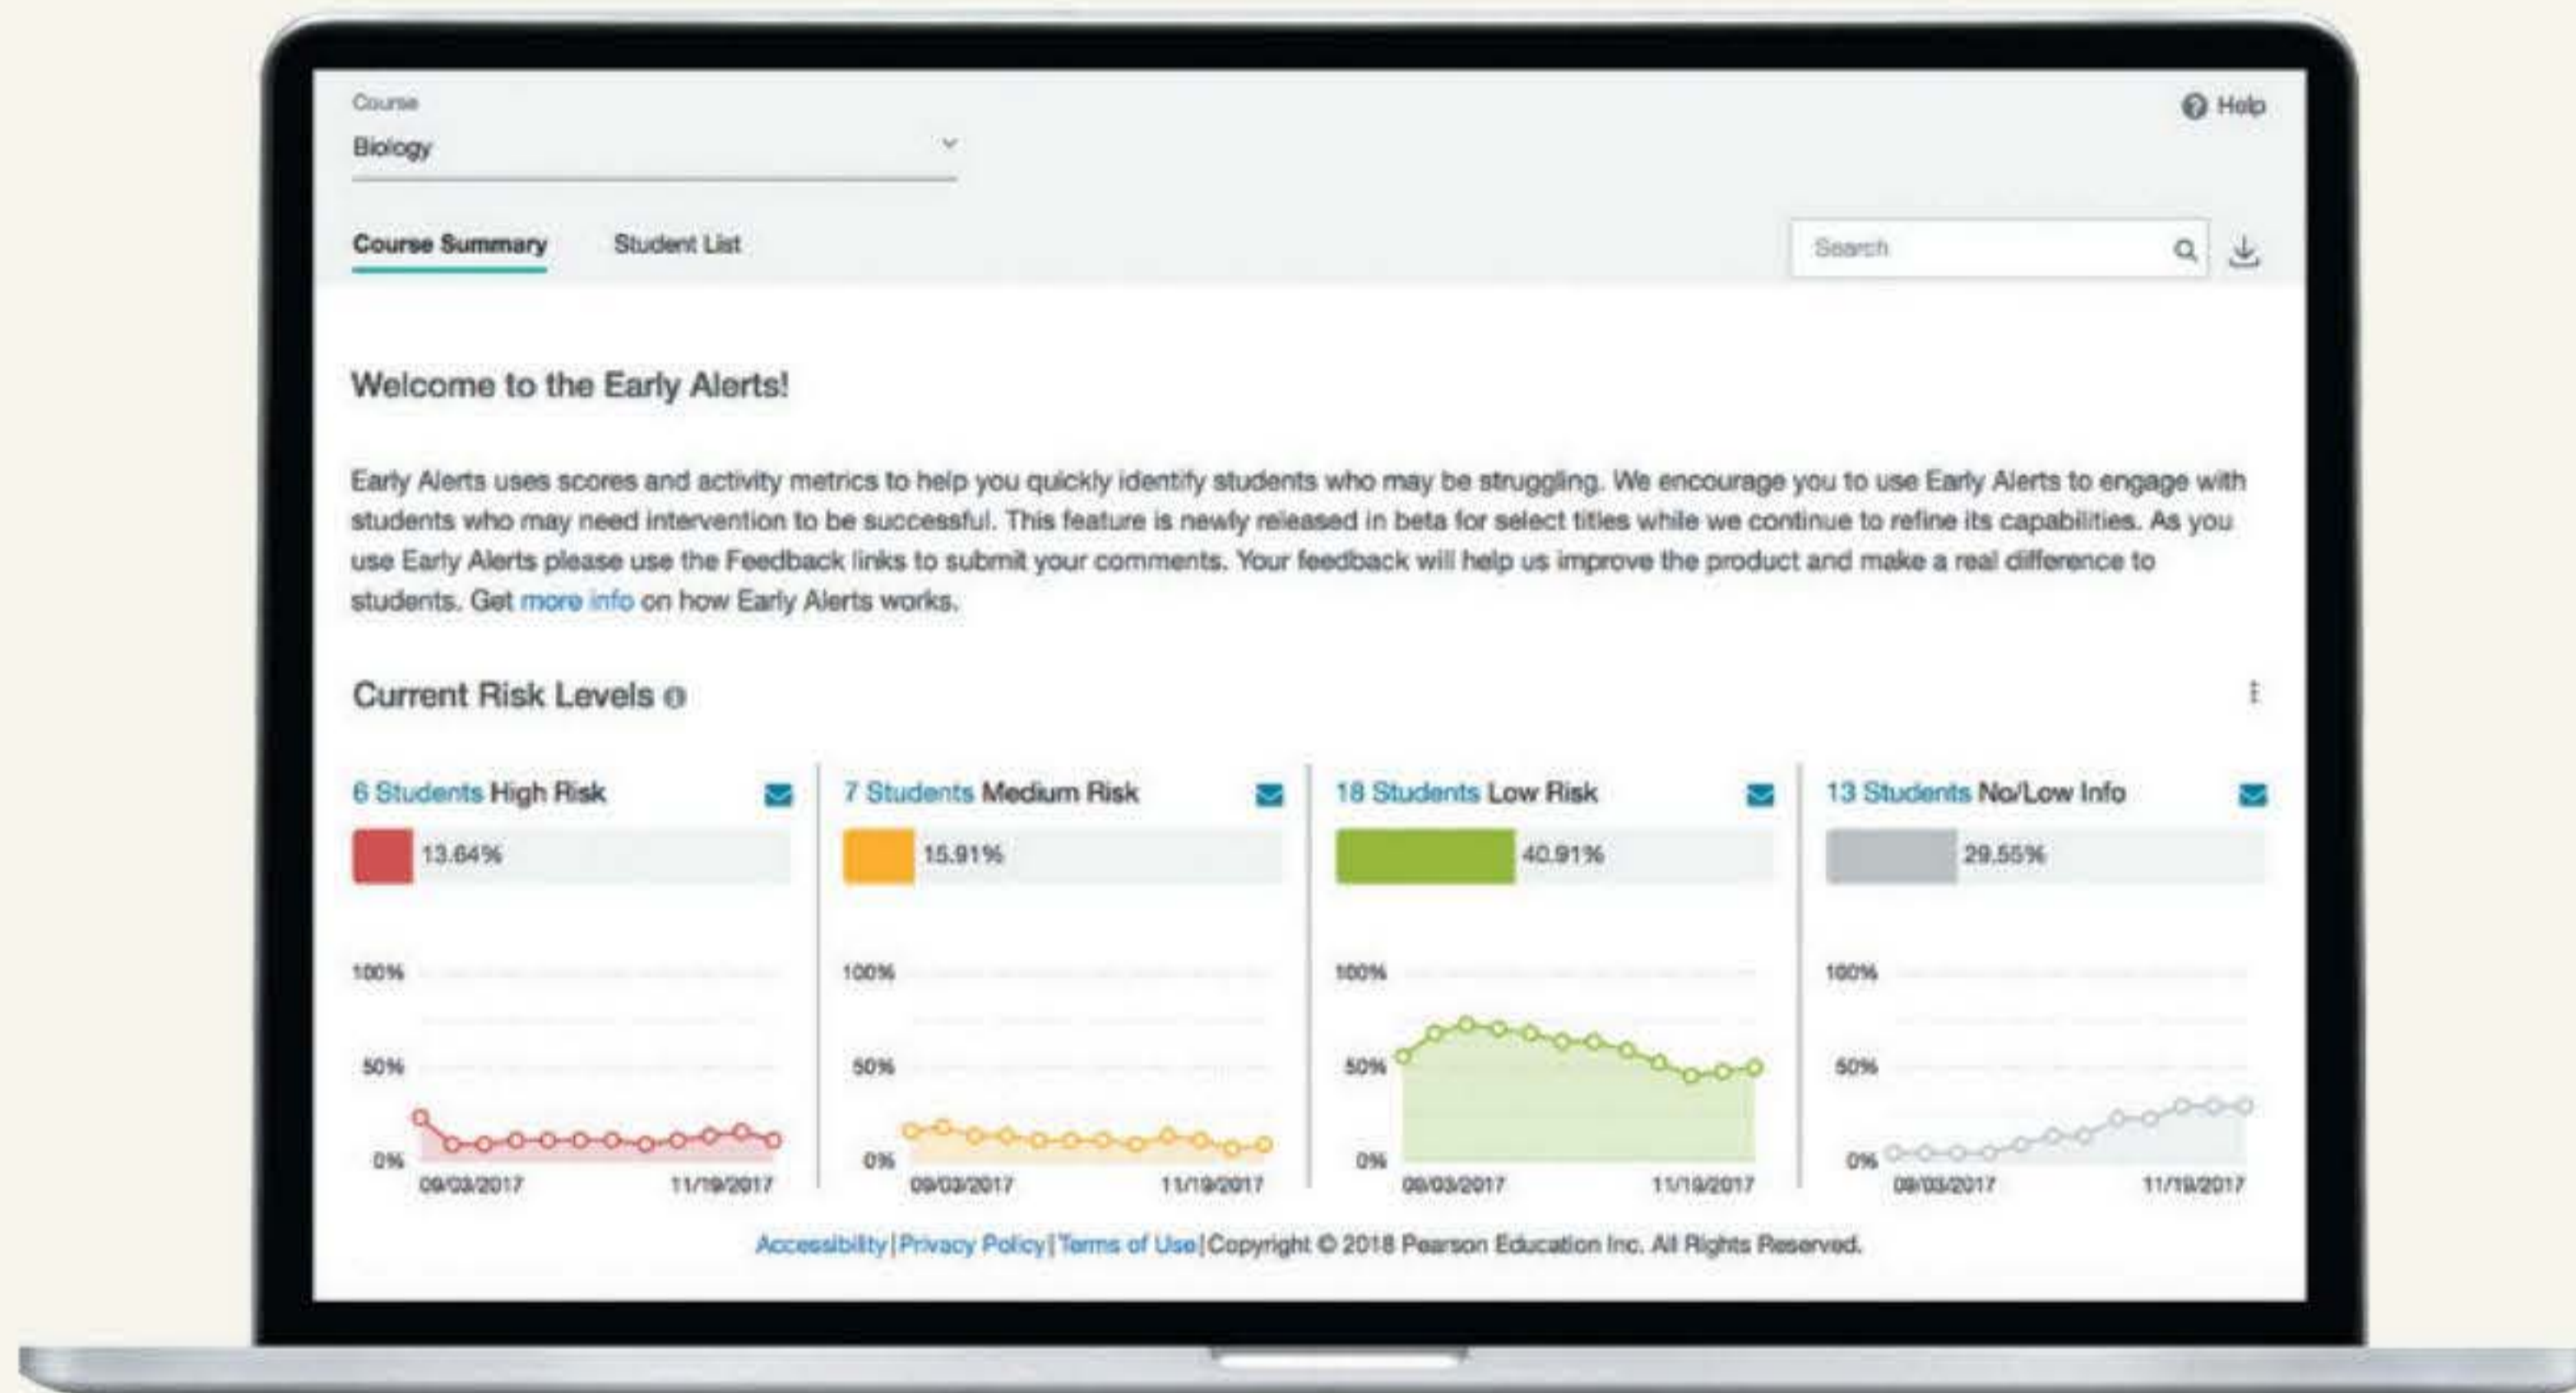 Course
Help
Biology
Course Summary
Student List
Search
Welcome to the Early Alerts!
Early Alerts uses scores and activity metrics to help you quickly identify students who may be struggling. We encourage you to use Early Alerts to engage with
students who may need intervention to be successful. This feature is newly released in beta for select titles while we continue to refine its capabilities. As you
use Early Alerts please use the Feedback links to submit your comments. Your feedback will help us improve the product and make a real difference to
students. Get more info on how Early Alerts works.
Current Risk Levels
6 Students High Risk
13.64%
100%
50%
0%
09/03/2017
11/19/2017
7 Students Medium Risk
15.91%
100%
50%
0%
09/03/2017
11/19/2017
18 Students Low Risk
40.91%
100%
50%
0%
09/03/2017
11/19/2017
13 Students No/Low Info
29.55%
100%
50%
0%
09/03/2017
11/19/2017
Accessibility|Privacy Policy|Terms of Use|Copyright © 2018 Pearson Education Inc. All Rights Reserved.